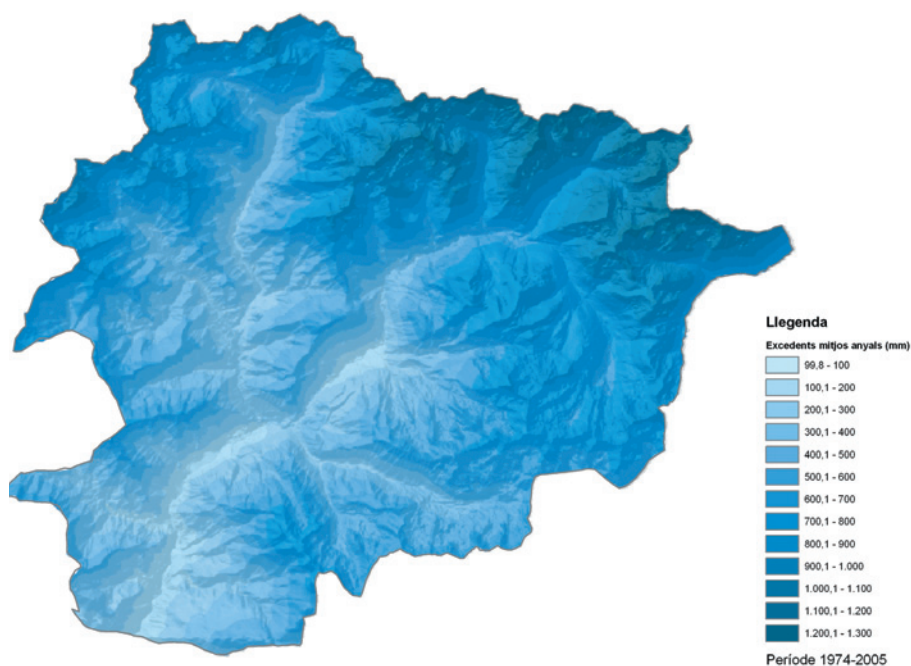 Llegenda
Excedents mitjos anyals (mm)
99,8 - 100
100,1 - 200
200,1 - 300
300,1 - 400
400,1 - 500
500,1 - 600
600,1 - 700
700,1 - 800
800,1 - 900
900,1 - 1.000
1.000,1 - 1.100
1.100,1 - 1.200
1.200,1 - 1.300
Període 1974-2005